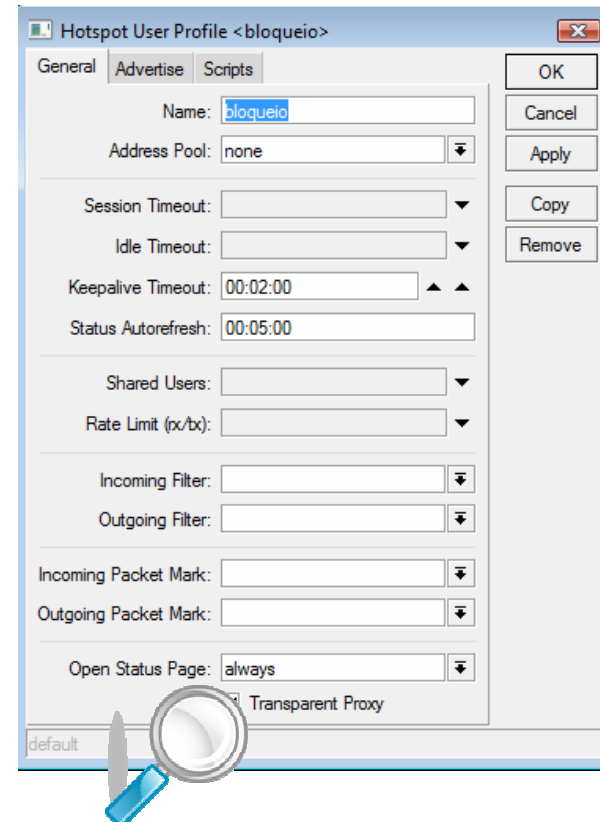 Hotspot User Profile <bloqueio>
General Advertise Scripts
OK
Name: bloqueio
Cancel
Address Pool: none
Apply
Session Timeout:
Copy
Idle Timeout:
Remove
Keepalive Timeout: 00:02:00
Status Autorefresh: 00:05:00
Shared Users:
Rate Limit (rx/tx):
Incoming Filter:
Outgoing Filter:
Incoming Packet Mark:
Outgoing Packet Mark:
Open Status Page: always
Transparent Proxy
default